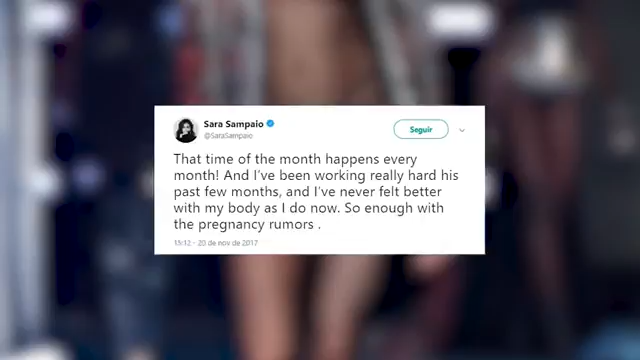 Sara Sampaio
@SaraSampaio
Seguir
That time of the month happens every
month! And I've been working really hard his
past few months, and I've never felt better
with my body as I do now. So enough with
the pregnancy rumors .
15:12 - 20 de nov de 2017